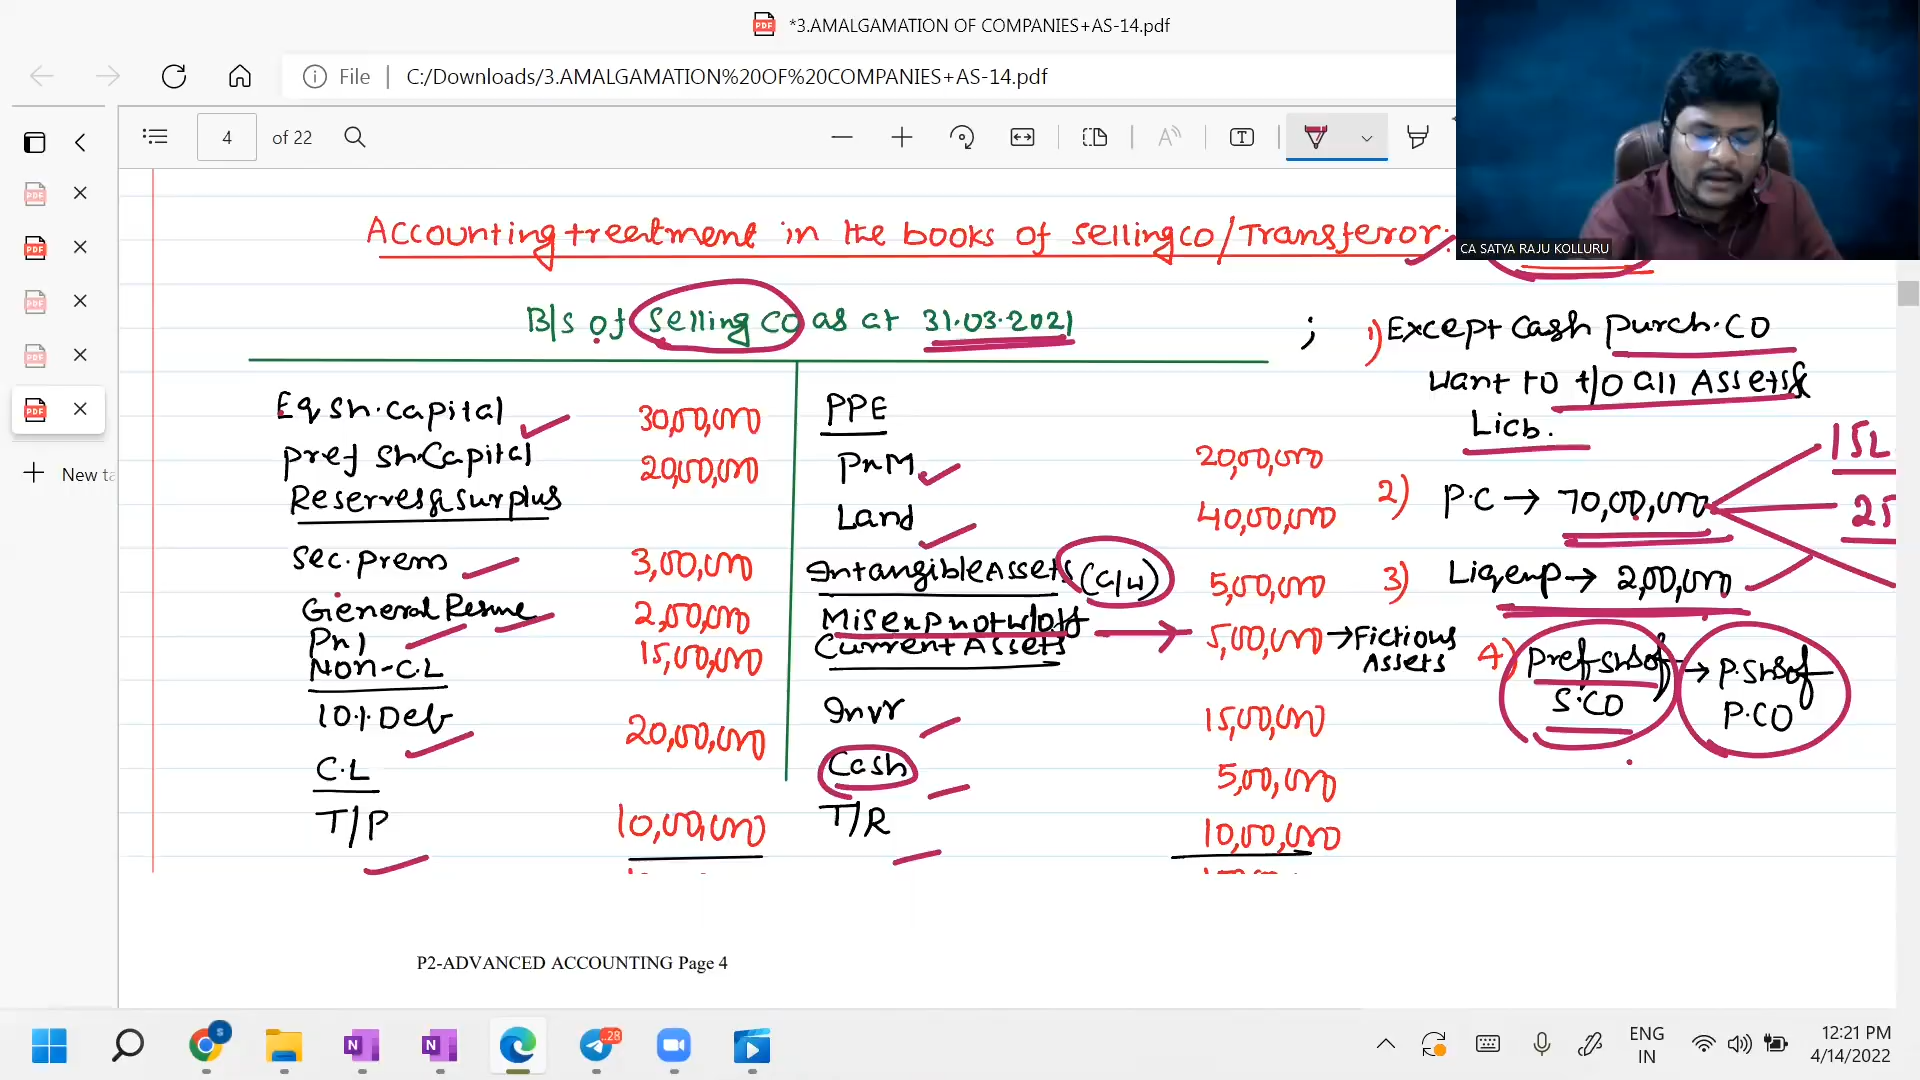 *3.AMALGAMATION OF COMPANIES+AS-14.pdf
File
C:/Downloads/3.AMALGAMATION%20OF%20COMPANIES+AS-14.pdf
4 of 22
New ta
CA SATYA RAJU KOLLURU
Accounting treatment in the books of selling co/Transferor:
B/s of selling co as at 31.03.2021 ;
Eq sh. capital 30,00,000
Pref sh. Capital 20,00,000
Reserves & surplus
Sec. prem 3,00,000
General Reserve 2,00,000
Pnl 15,00,000
Non-C.L
10% Deb 20,00,000
C.L
T/P 10,00,000
PPE
PnM 20,00,000
Land 40,00,000
Intangible Assets (G/w) 5,00,000
Mis exp not w/off 5,00,000 → Fictious Assets
Current Assets
Invr 15,00,000
Cash 5,00,000
T/R 10,00,000
1) Except cash purch. CO
want to t/o all Assets &
Liab.
2) P.C → 70,00,000
15L
25
3) Liq exp → 2,00,000
4) Pref shs of S.CO → P.shs of P.CO
P2-ADVANCED ACCOUNTING Page 4
28
ENG
IN
12:21 PM
4/14/2022